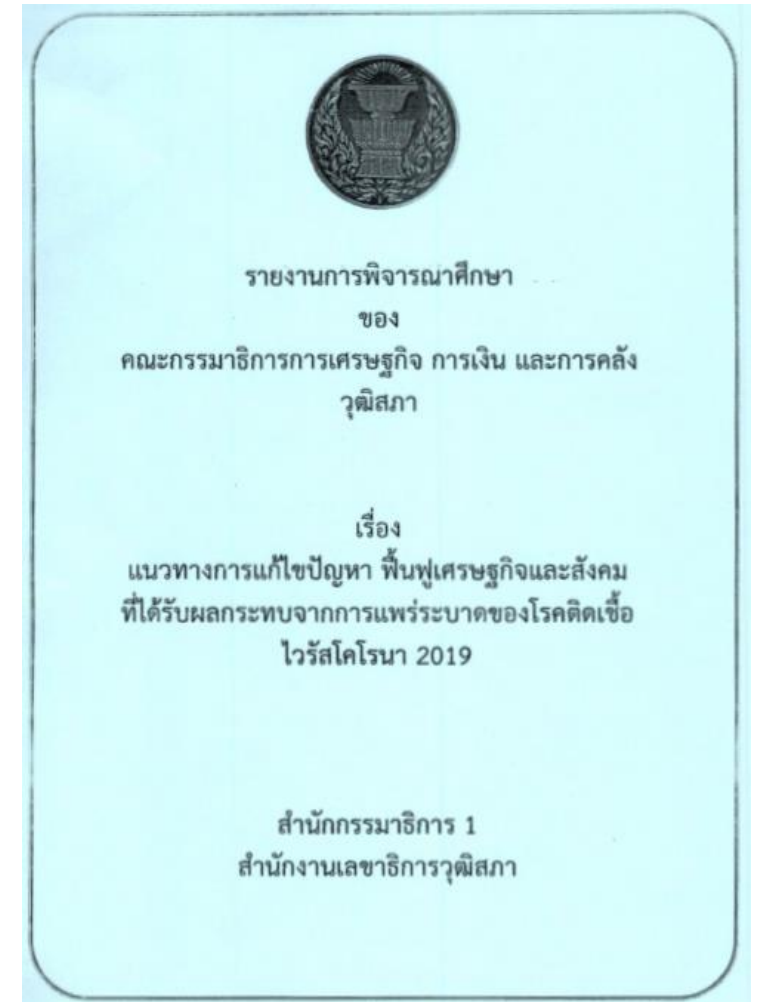 รายงานการพิจารณาศึกษา
ของ
คณะกรรมาธิการการเศรษฐกิจ การเงิน และการคลัง
วุฒิสภา
เรื่อง
แนวทางการแก้ไขปัญหา ฟื้นฟูเศรษฐกิจและสังคม
ที่ได้รับผลกระทบจากการแพร่ระบาดของโรคติดเชื้อ
ไวรัสโคโรนา 2019
สำนักกรรมาธิการ 1
สำนักงานเลขาธิการวุฒิสภา